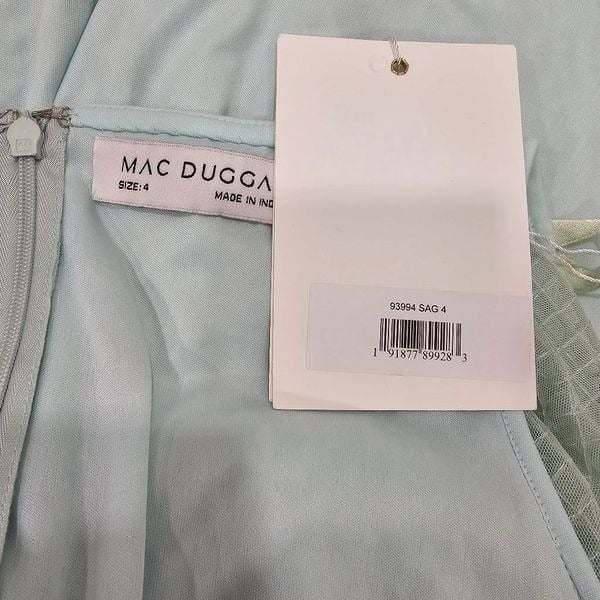 MAC DUGGA
SIZE: 4
MADE IN IND
93994 SAG 4
1 91877 89928 3